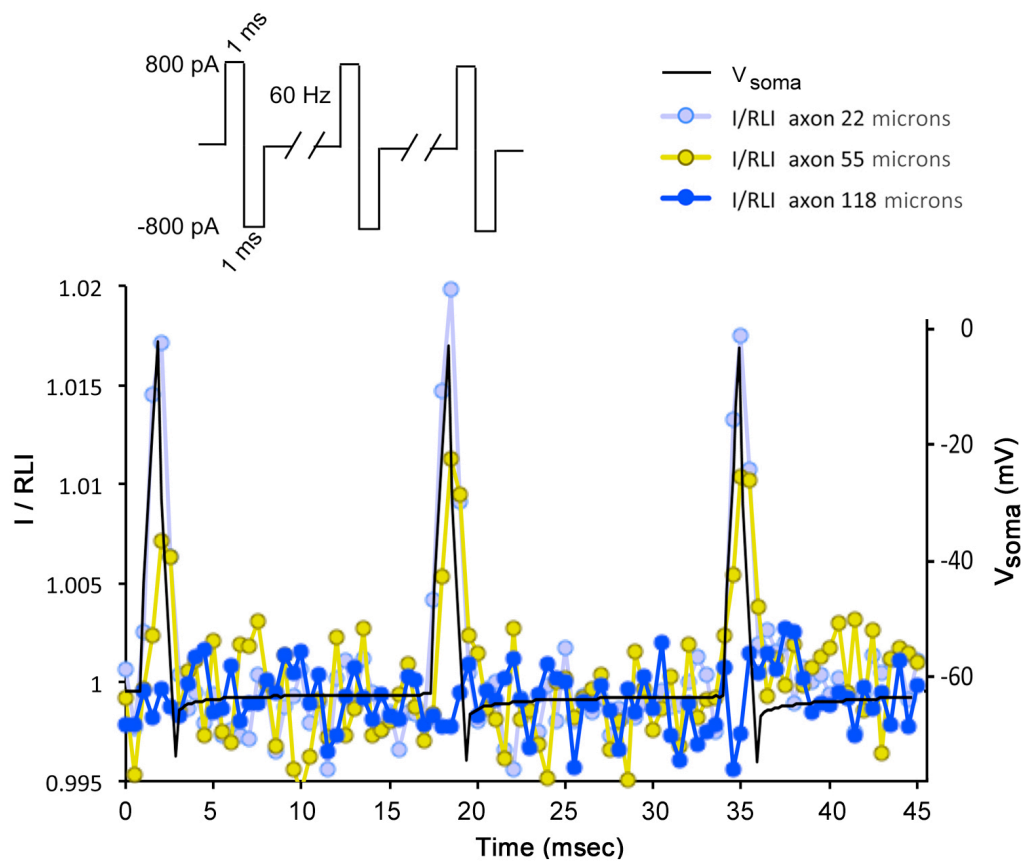 1 ms
800 pA
60 Hz
-800 pA
1 ms
V soma
I/RLI axon 22 microns
I/RLI axon 55 microns
I/RLI axon 118 microns
1.02
1.015
1.01
1.005
1
0.995
I / RLI
0
-20
-40
-60
Vsoma (mV)
0
5
10
15
20
25
30
35
40
45
Time (msec)